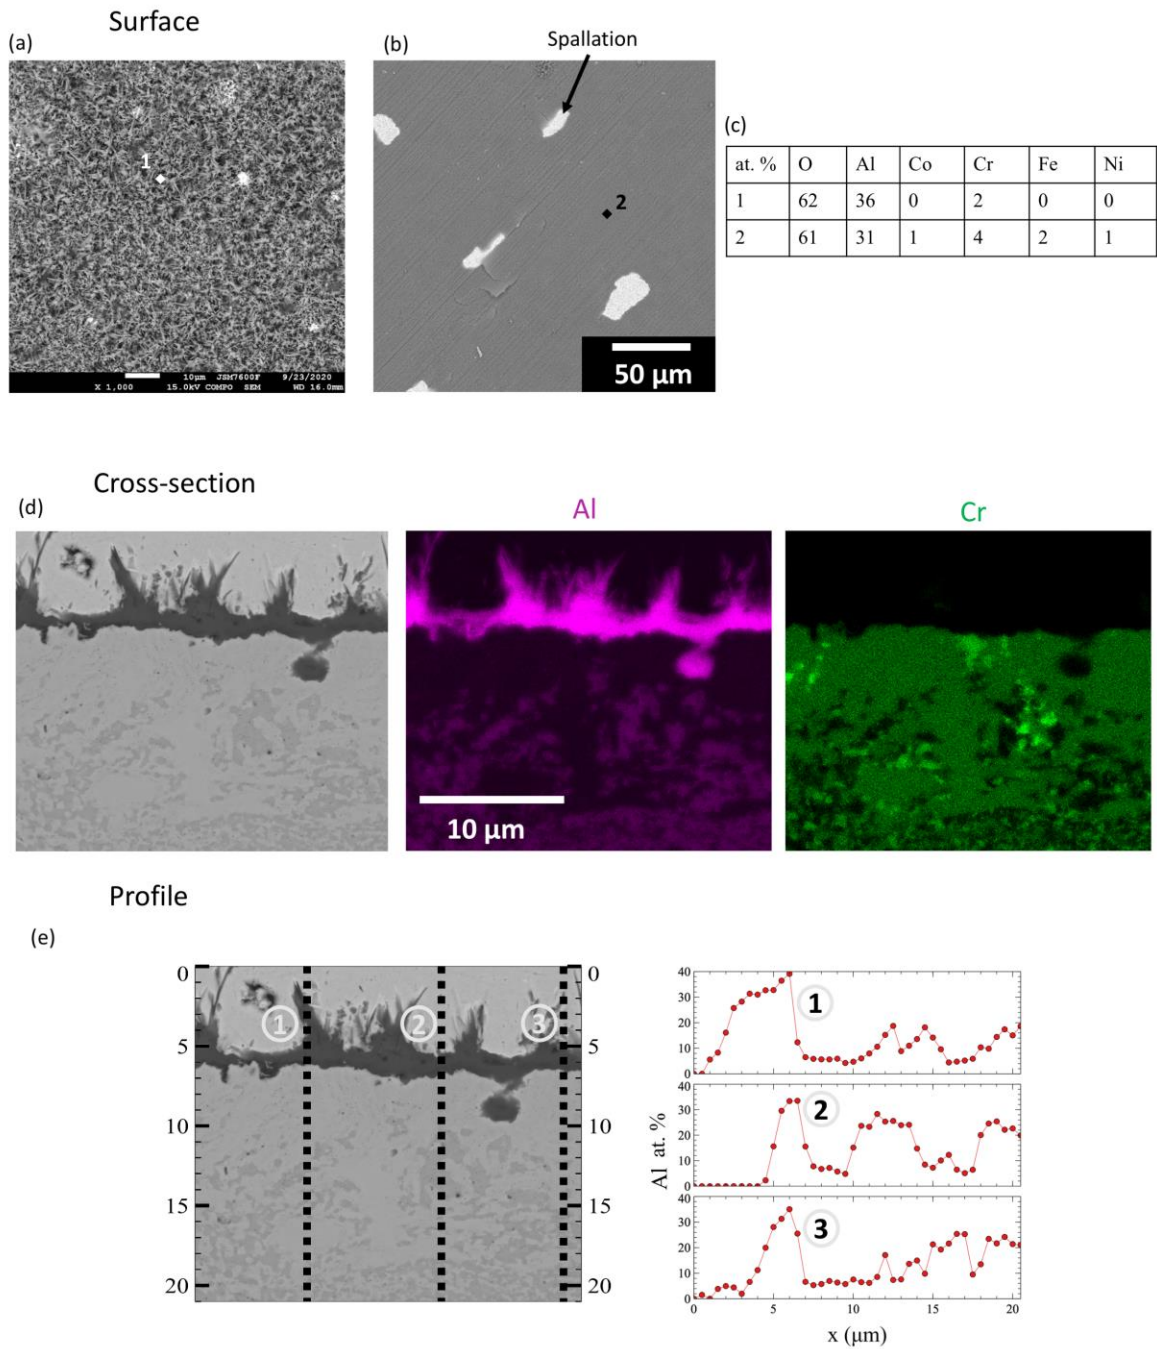 Surface
(a)
1
10µm JSM7600F 9/23/2020
X 1,000 15.0kV COMPO SEM WD 16.0mm
(b)
Spallation
2
50 µm
(c)
at. % O Al Co Cr Fe Ni
1 62 36 0 2 0 0
2 61 31 1 4 2 1
Cross-section
(d)
Al
Cr
10 µm
Profile
(e)
0 0
5 5
10 10
15 15
20 20
1 2 3
40
30
20
10
0
1
40
30
20
10
0
2
40
30
20
10
0
3
Al at. %
0 5 10 15 20
x (µm)